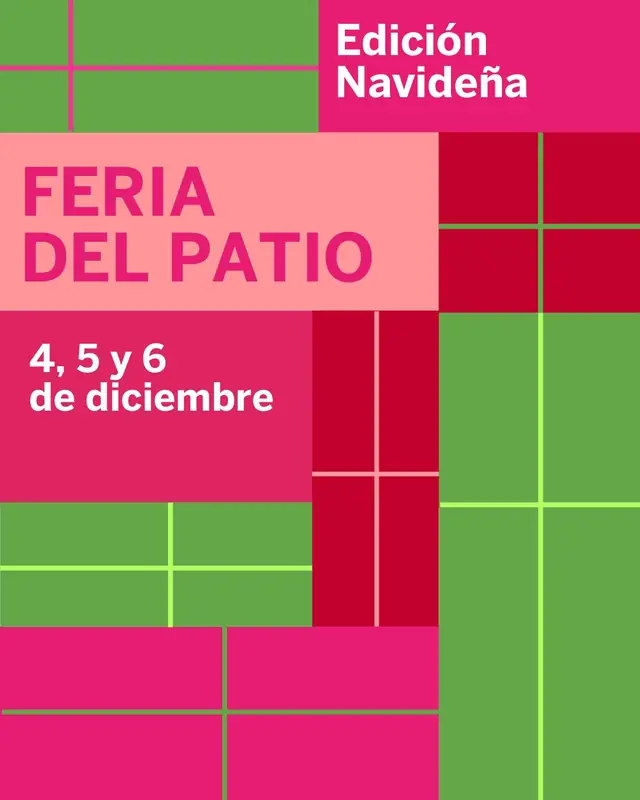 Edición
Navideña
FERIA
DEL PATIO
4, 5 y 6
de diciembre